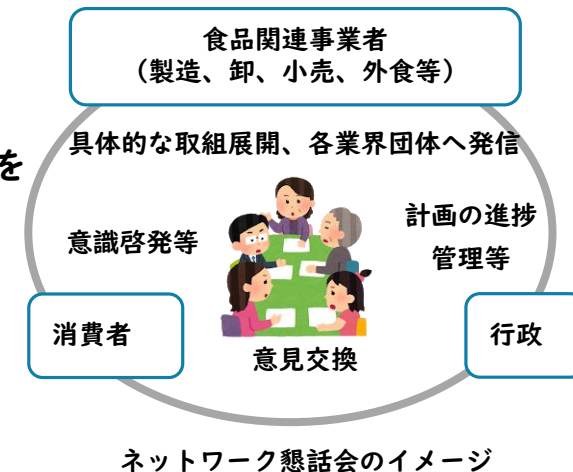 食品関連事業者
（製造、卸、小売、外食等）
を
具体的な取組展開、各業界団体へ発信
計画の進捗
管理等
意識啓発等
消費者
行政
意見交換
ネットワーク懇話会のイメージ